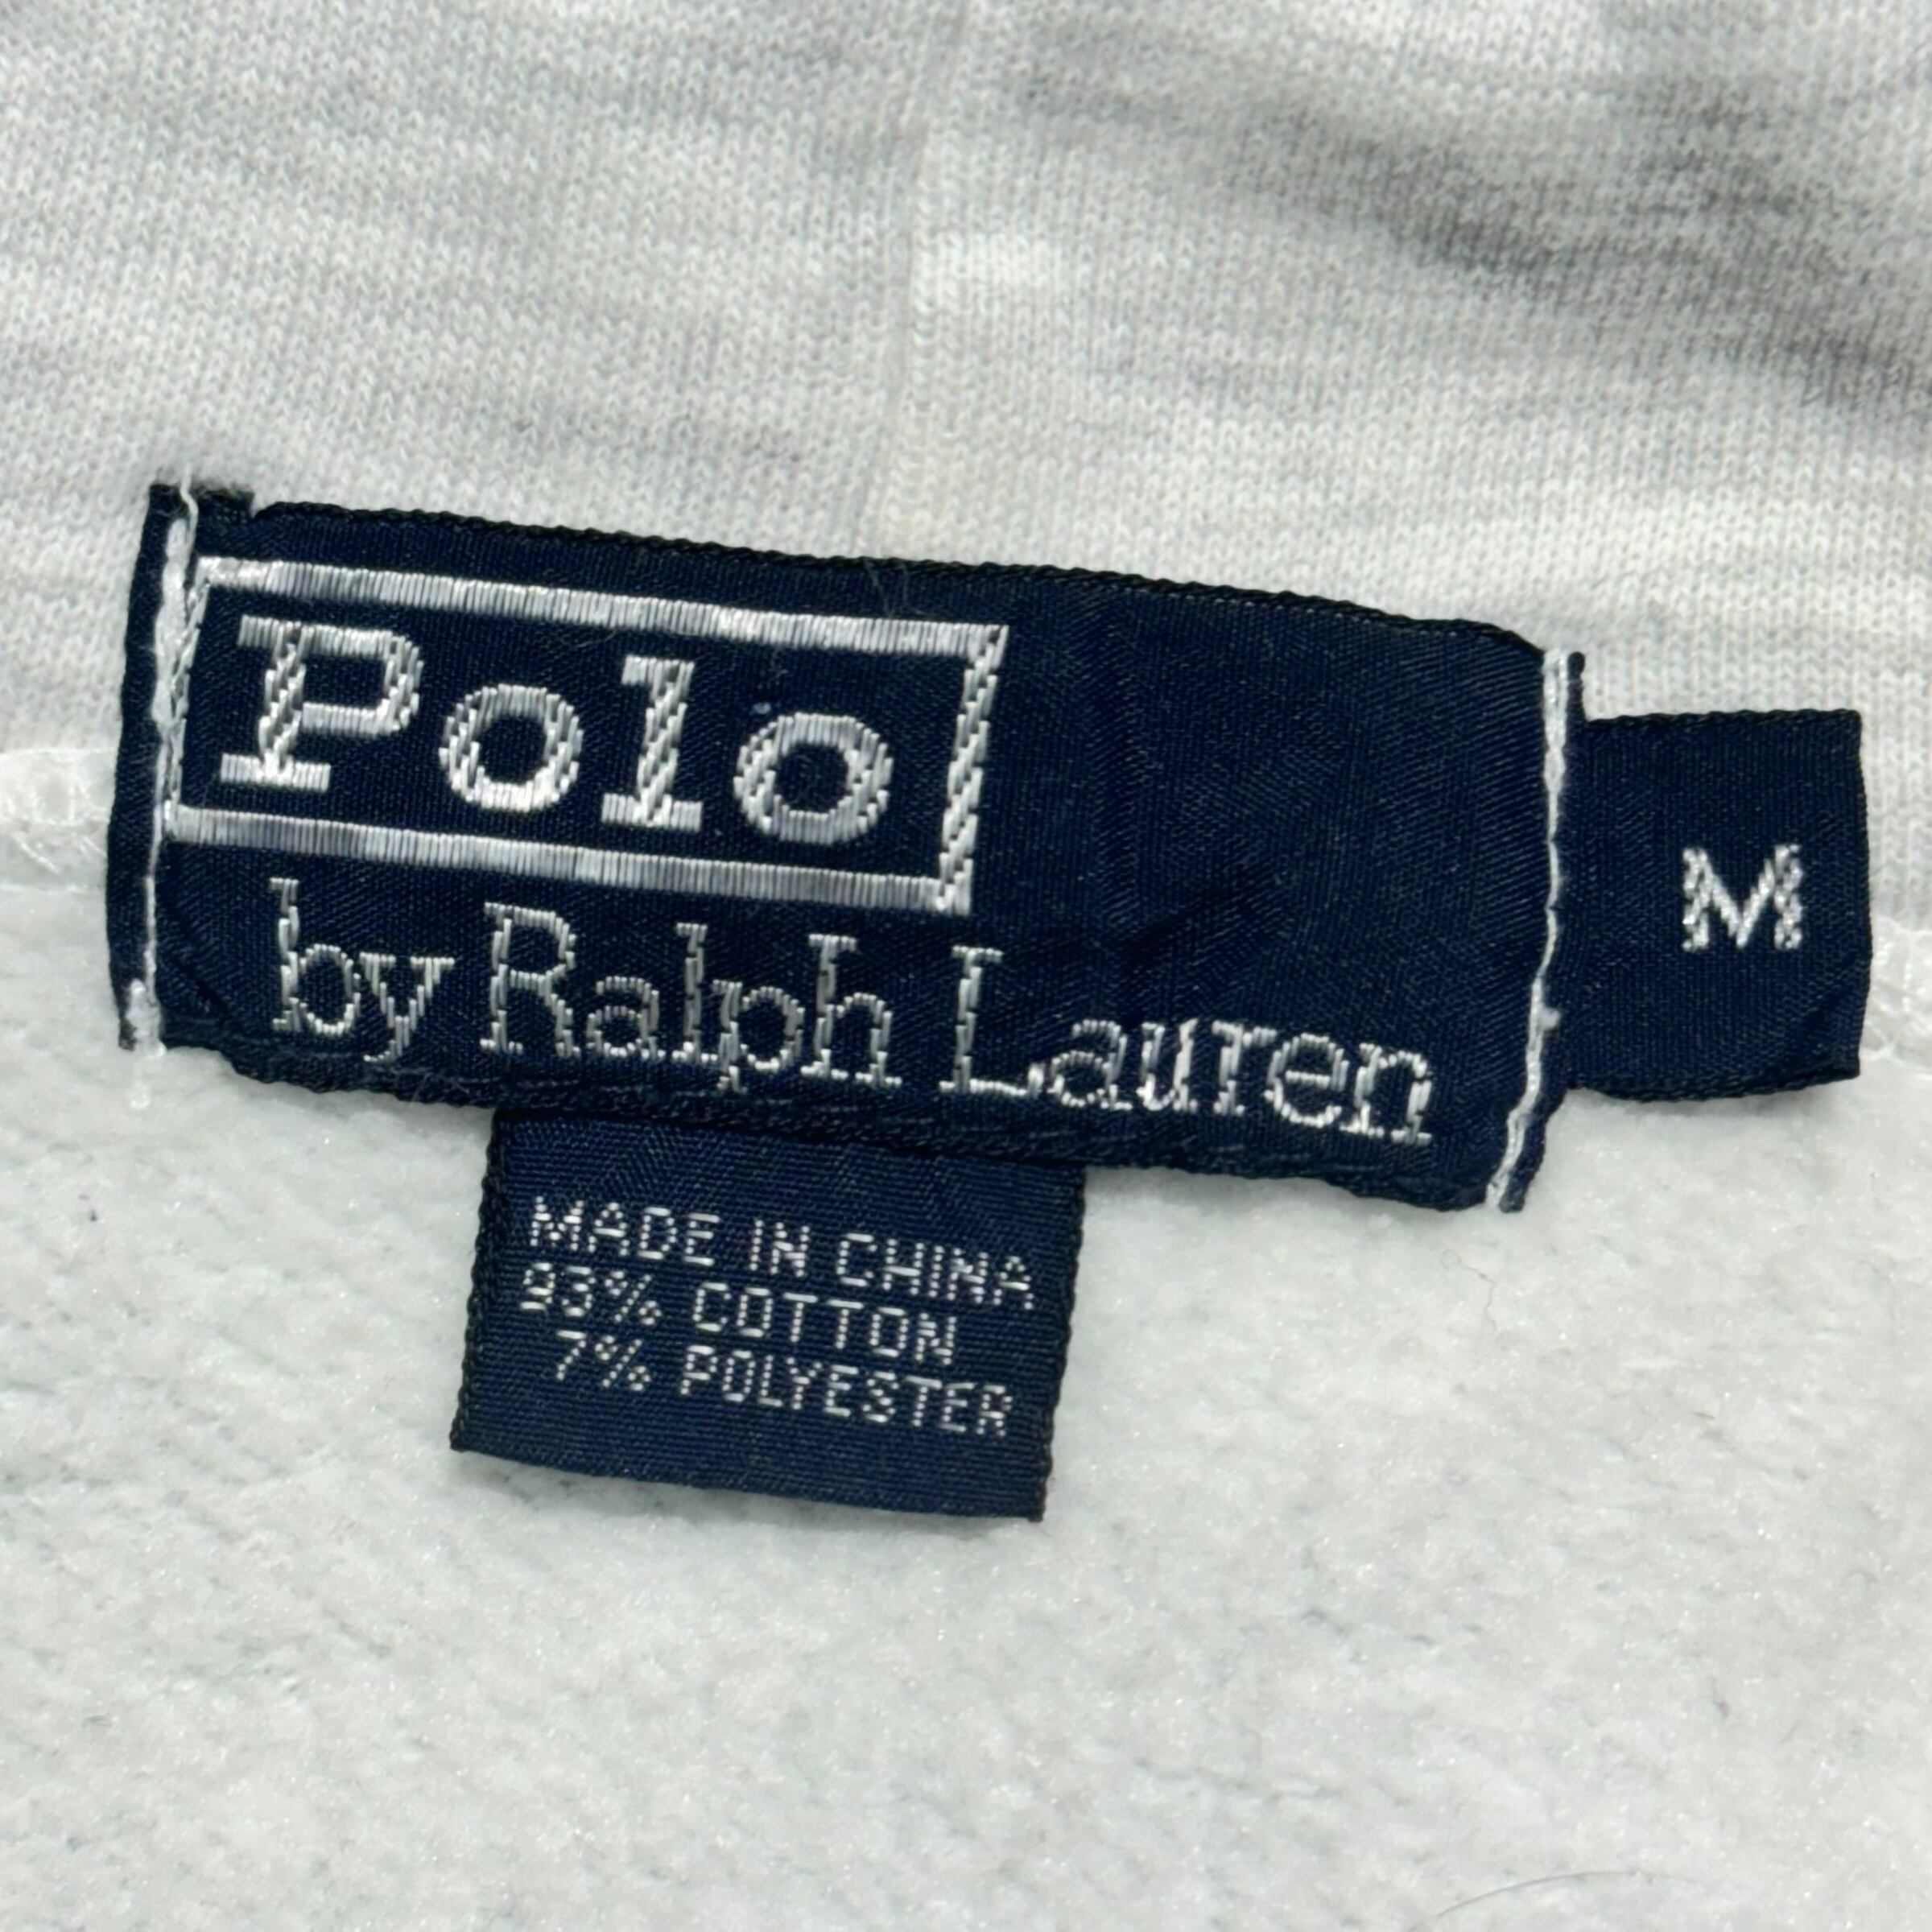 Polo
by Ralph Lauren
M
MADE IN CHINA
93% COTTON
7% POLYESTER